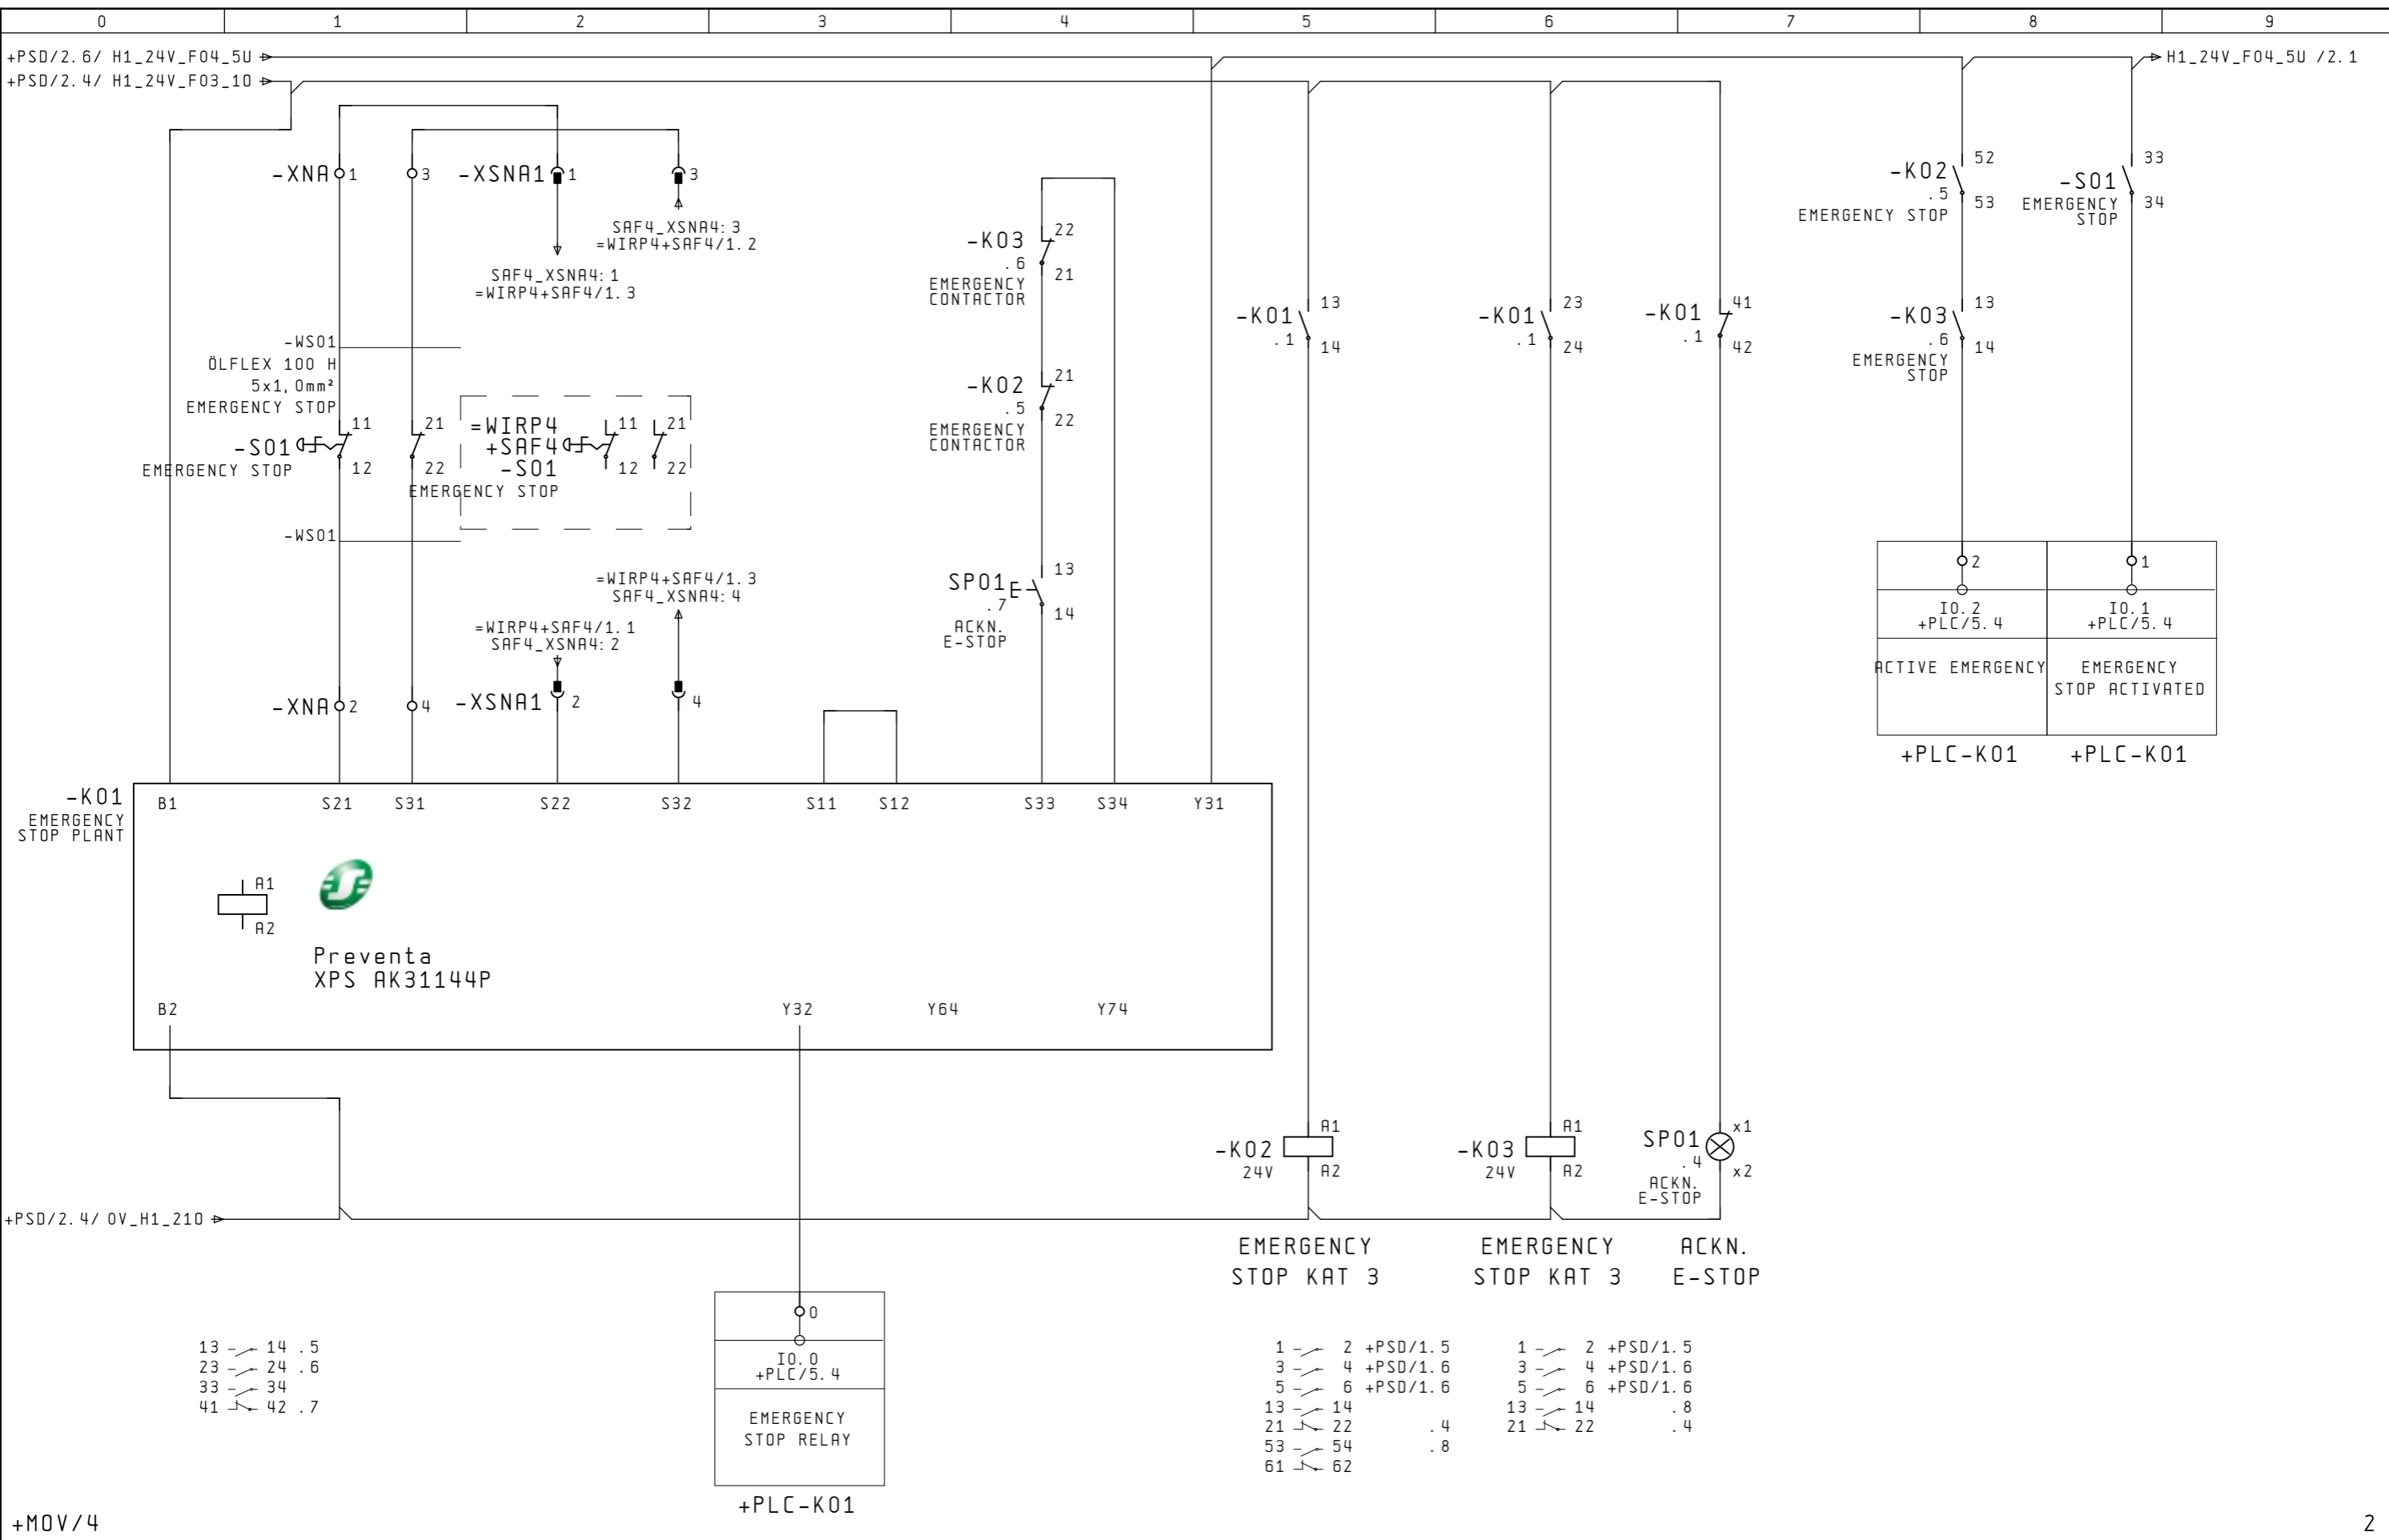 0 1 2 3 4 5 6 7 8 9
+PSD/2.6/ H1_24V_F04_5U
H1_24V_F04_5U /2.1
+PSD/2.4/ H1_24V_F03_10
-XNA 1
3
-XSNA1 1
3
SAF4_XSNA4:3
=WIRP4+SAF4/1.2
SAF4_XSNA4:1
=WIRP4+SAF4/1.3
-WS01
ÖLFLEX 100 H
5x1,0mm²
EMERGENCY STOP
-S01
EMERGENCY STOP
11
12
21
22
=WIRP4
+SAF4
-S01
EMERGENCY STOP
11
12
21
22
-WS01
=WIRP4+SAF4/1.3
SAF4_XSNA4:4
=WIRP4+SAF4/1.1
SAF4_XSNA4:2
-XNA 2
4
-XSNA1 2
4
-K03
.6
EMERGENCY
CONTACTOR
22
21
-K02
.5
EMERGENCY
CONTACTOR
21
22
SP01
.7
ACKN.
E-STOP
13
14
-K01
.1
13
14
-K01
.1
23
24
-K01
.1
41
42
-K02
.5
EMERGENCY STOP
52
53
-S01
EMERGENCY
STOP
33
34
-K03
.6
EMERGENCY
STOP
13
14
2
I0.2
+PLC/5.4
ACTIVE EMERGENCY
+PLC-K01
1
I0.1
+PLC/5.4
EMERGENCY
STOP ACTIVATED
+PLC-K01
-K01
EMERGENCY
STOP PLANT
B1 S21 S31 S22 S32 S11 S12 S33 S34 Y31
A1
A2
Preventa
XPS AK31144P
B2 Y32 Y64 Y74
-K02
24V
A1
A2
-K03
24V
A1
A2
SP01
.4
ACKN.
E-STOP
x1
x2
+PSD/2.4/ 0V_H1_210
EMERGENCY
STOP KAT 3
EMERGENCY
STOP KAT 3
ACKN.
E-STOP
0
I0.0
+PLC/5.4
EMERGENCY
STOP RELAY
+PLC-K01
13 14 .5
23 24 .6
33 34
41 42 .7
1 2 +PSD/1.5
3 4 +PSD/1.6
5 6 +PSD/1.6
13 14
21 22 .4
53 54 .8
61 62
1 2 +PSD/1.5
3 4 +PSD/1.6
5 6 +PSD/1.6
13 14 .8
21 22 .4
+MOV/4
2